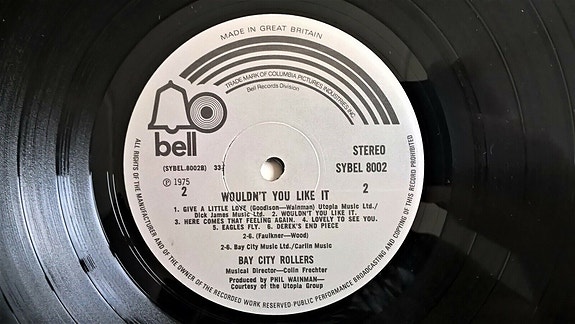 MADE IN GREAT BRITAIN
TRADE MARK OF COLUMBIA PICTURES INDUSTRIES INC.
Bell Records Division
bell
STEREO
(SYBEL.8002B) 33
SYBEL 8002
℗ 1975
2
2
WOULDN'T YOU LIKE IT
1. GIVE A LITTLE LOVE (Goodison—Wainman) Utopia Music Ltd./
Dick James Music Ltd. 2. WOULDN'T YOU LIKE IT.
3. HERE COMES THAT FEELING AGAIN. 4. LOVELY TO SEE YOU.
5. EAGLES FLY. 6. DEREK'S END PIECE
2-6. (Faulkner—Wood)
2-6. Bay City Music Ltd./Carlin Music
BAY CITY ROLLERS
Musical Director—Colin Frechter
Produced by PHIL WAINMAN—
Courtesy of the Utopia Group
ALL RIGHTS OF THE MANUFACTURER AND OF THE OWNER OF THE RECORDED WORK RESERVED PUBLIC PERFORMANCE BROADCASTING AND COPYING OF THIS RECORD PROHIBITED